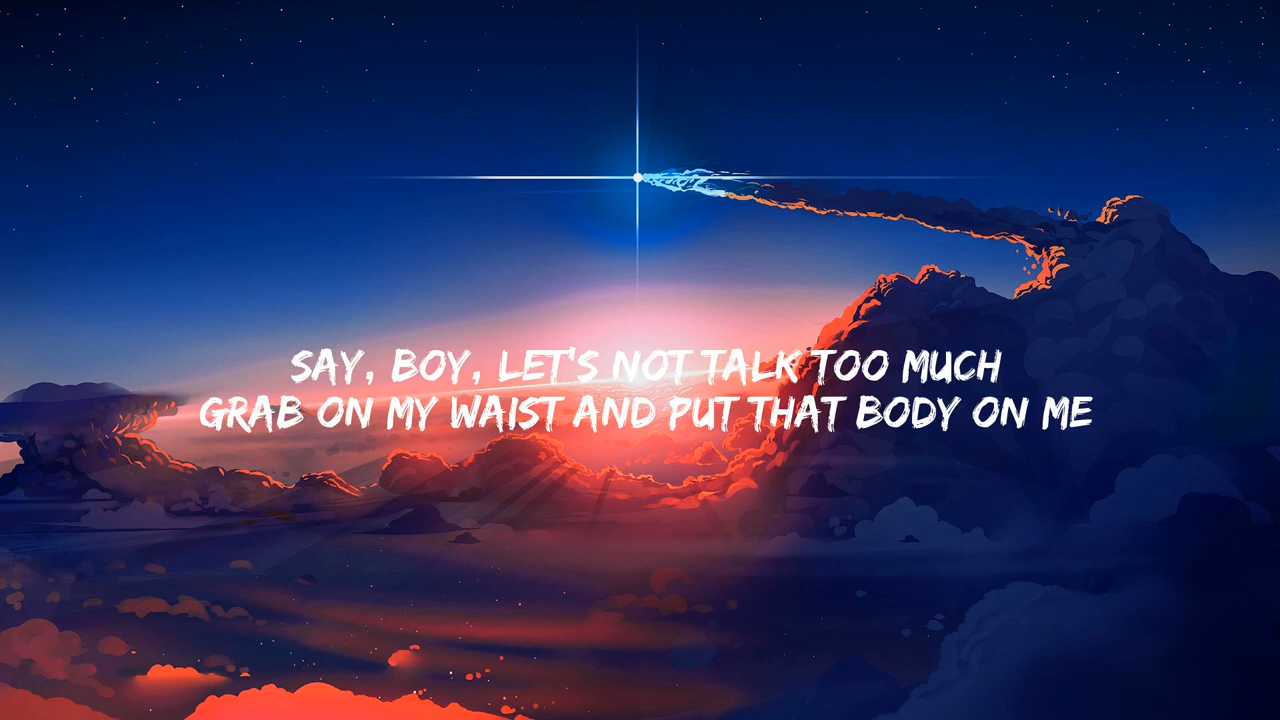 SAY, BOY, LET'S NOT TALK TOO MUCH
GRAB ON MY WAIST AND PUT THAT BODY ON ME